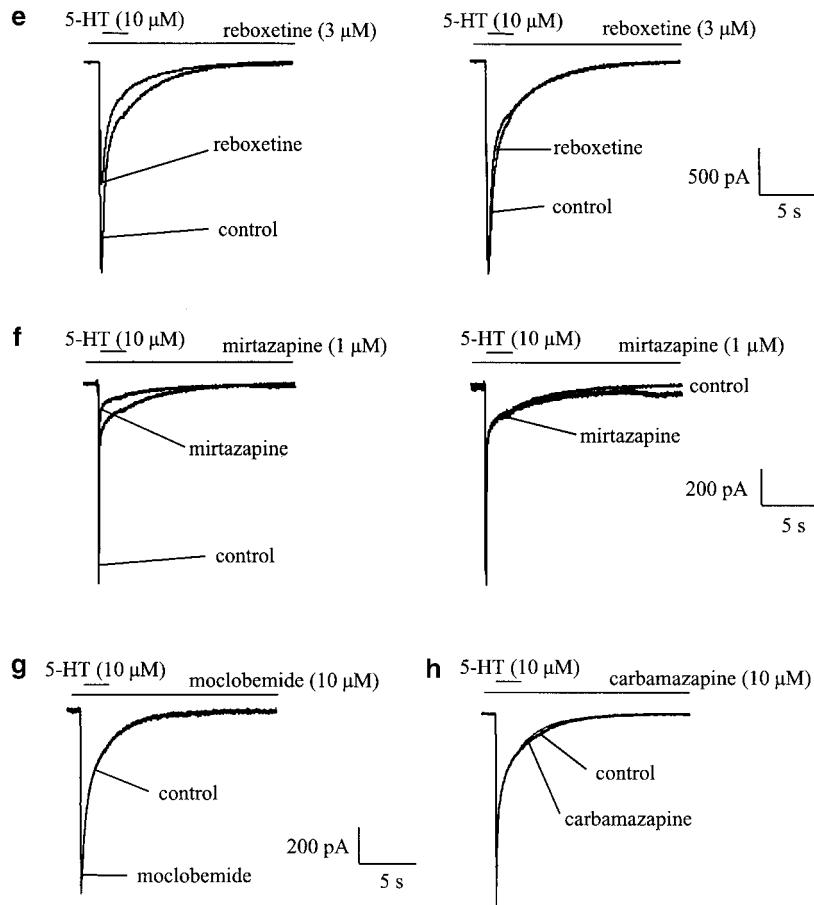 e
5-HT (10 µM)
reboxetine (3 µM)
reboxetine
control
5-HT (10 µM)
reboxetine (3 µM)
reboxetine
control
500 pA
5 s
f
5-HT (10 µM)
mirtazapine (1 µM)
mirtazapine
control
5-HT (10 µM)
mirtazapine (1 µM)
control
mirtazapine
200 pA
5 s
g
5-HT (10 µM)
moclobemide (10 µM)
control
moclobemide
200 pA
5 s
h
5-HT (10 µM)
carbamazapine (10 µM)
control
carbamazapine